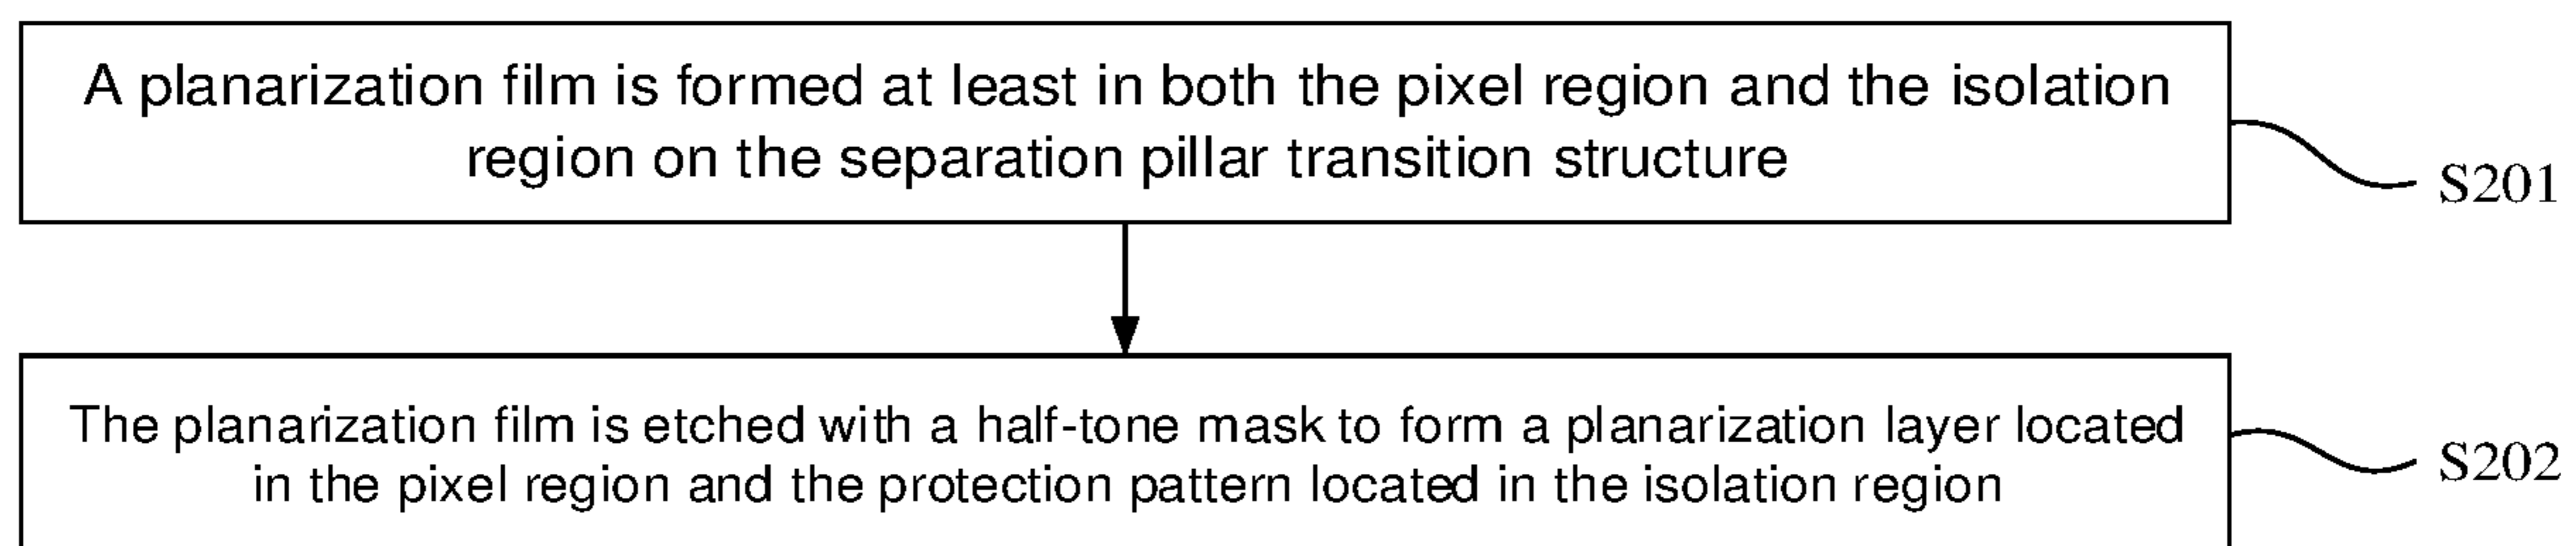 A planarization film is formed at least in both the pixel region and the isolation
region on the separation pillar transition structure
S201
The planarization film is etched with a half-tone mask to form a planarization layer located
in the pixel region and the protection pattern located in the isolation region
S202